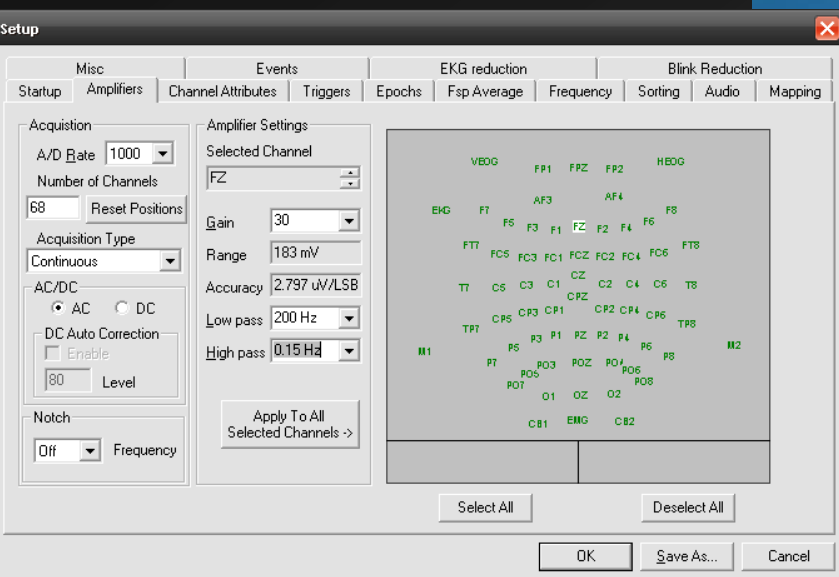 Setup
Misc Events EKG reduction Blink Reduction
Startup Amplifiers Channel Attributes Triggers Epochs Fsp Average Frequency Sorting Audio Mapping
Acquistion
A/D Rate 1000
Number of Channels
68 Reset Positions
Acquisition Type
Continuous
AC/DC
AC DC
DC Auto Correction
Enable
80 Level
Notch
Off Frequency
Amplifier Settings
Selected Channel
FZ
Gain 30
Range 183 mV
Accuracy 2.797 uV/LSB
Low pass 200 Hz
High pass 0.15 Hz
Apply To All
Selected Channels ->
VEOG FP1 FPZ FP2 HEOG
AF3 AF4
EKG F7 F5 F3 F1 FZ F2 F4 F6 F8
FT7 FC5 FC3 FC1 FCZ FC2 FC4 FC6 FT8
T7 C5 C3 C1 CZ C2 C4 C6 T8
TP7 CP5 CP3 CP1 CPZ CP2 CP4 CP6 TP8
M1 P7 P5 P3 P1 PZ P2 P4 P6 P8 M2
PO7 PO5 PO3 POZ PO4 PO6 PO8
O1 OZ O2
CB1 EMG CB2
Select All Deselect All
OK Save As... Cancel